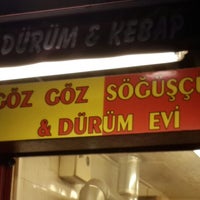 DÜRÜM & KEBAP
GÖZ GÖZ SÖĞUŞÇU
& DÜRÜM EVİ